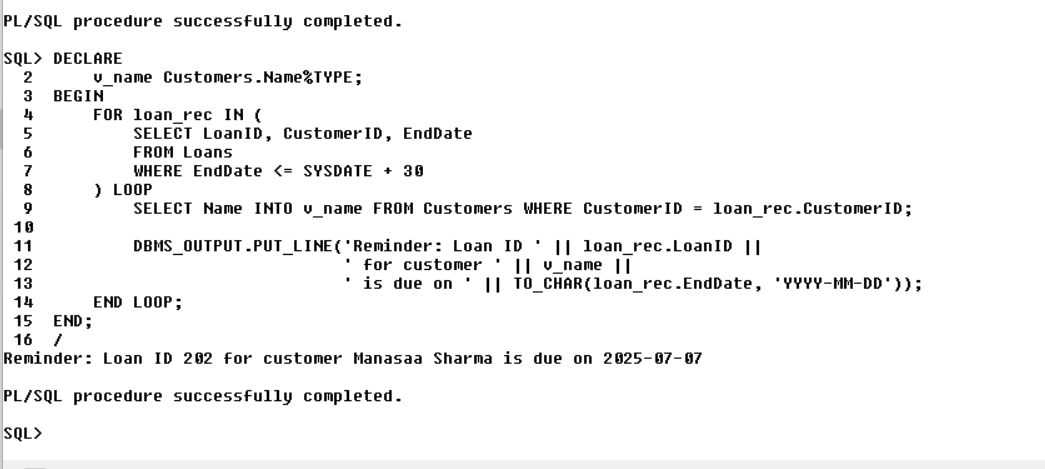 PL/SQL procedure successfully completed.
SQL> DECLARE
  2      v_name Customers.Name%TYPE;
  3  BEGIN
  4      FOR loan_rec IN (
  5          SELECT LoanID, CustomerID, EndDate
  6          FROM Loans
  7          WHERE EndDate <= SYSDATE + 30
  8      ) LOOP
  9          SELECT Name INTO v_name FROM Customers WHERE CustomerID = loan_rec.CustomerID;
 10
 11          DBMS_OUTPUT.PUT_LINE('Reminder: Loan ID ' || loan_rec.LoanID ||
 12                               ' for customer ' || v_name ||
 13                               ' is due on ' || TO_CHAR(loan_rec.EndDate, 'YYYY-MM-DD'));
 14      END LOOP;
 15  END;
 16  /
Reminder: Loan ID 202 for customer Manasaa Sharma is due on 2025-07-07
PL/SQL procedure successfully completed.
SQL>